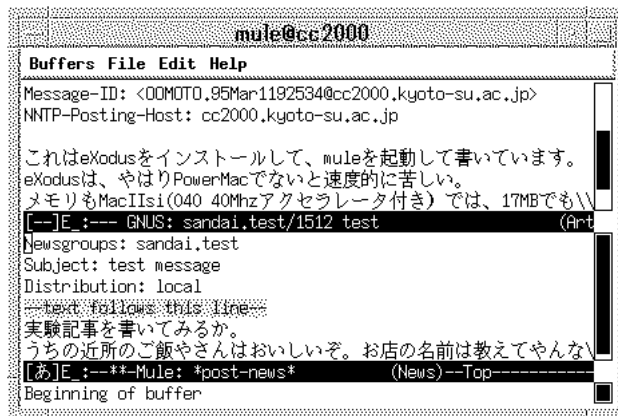 mule@cc2000
Buffers File Edit Help
Message-ID: <OOMOTO.95Mar1192534@cc2000.kyoto-su.ac.jp>
NNTP-Posting-Host: cc2000.kyoto-su.ac.jp
これはeXodusをインストールして、muleを起動して書いています。
eXodusは、やはりPowerMacでないと速度的に苦しい。
メモリもMacIIsi(040 40Mhzアクセラレータ付き) では、17MBでも\
[--]E_:--- GNUS: sandai.test/1512 test (Art
Newsgroups: sandai.test
Subject: test message
Distribution: local
--text follows this line--
実験記事を書いてみるか。
うちの近所のご飯やさんはおいしいぞ。お店の名前は教えてやんな\
[あ]E_:--**-Mule: *post-news* (News)--Top-----------
Beginning of buffer